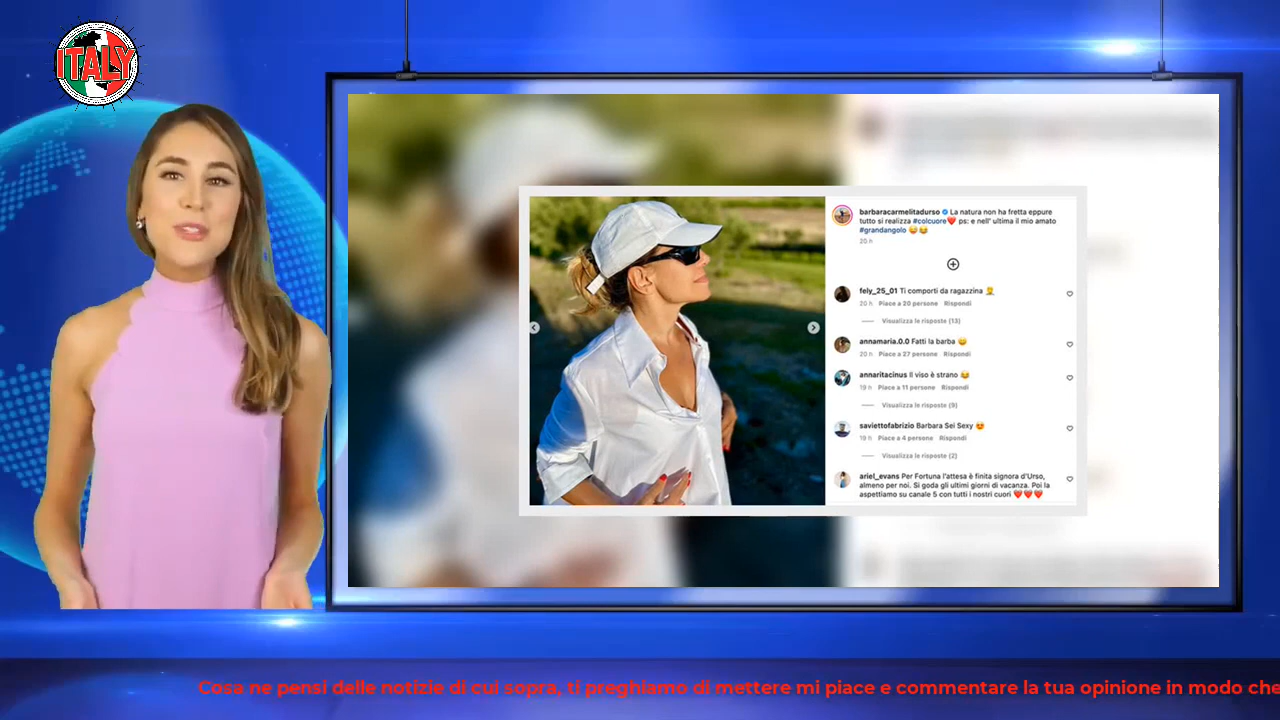 ITALY
barbaracarmelitadurso La natura non ha fretta eppure
tutto si realizza #colcuore❤️ ps: e nell' ultima il mio amato
#grandangolo 😂😂
20 h
fely_25_01 Ti comporti da ragazzina 🤦
20 h Piace a 20 persone Rispondi
Visualizza le risposte (13)
annamaria.0.0 Fatti la barba 😄
20 h Piace a 27 persone Rispondi
annaritacinus Il viso è strano 😂
19 h Piace a 11 persone Rispondi
Visualizza le risposte (9)
saviettofabrizio Barbara Sei Sexy 😍
19 h Piace a 4 persone Rispondi
Visualizza le risposte (2)
ariel_evans Per Fortuna l'attesa è finita signora d'Urso,
almeno per noi. Si goda gli ultimi giorni di vacanza. Poi la
aspettiamo su canale 5 con tutti i nostri cuori ❤️❤️❤️
Cosa ne pensi delle notizie di cui sopra, ti preghiamo di mettere mi piace e commentare la tua opinione in modo che